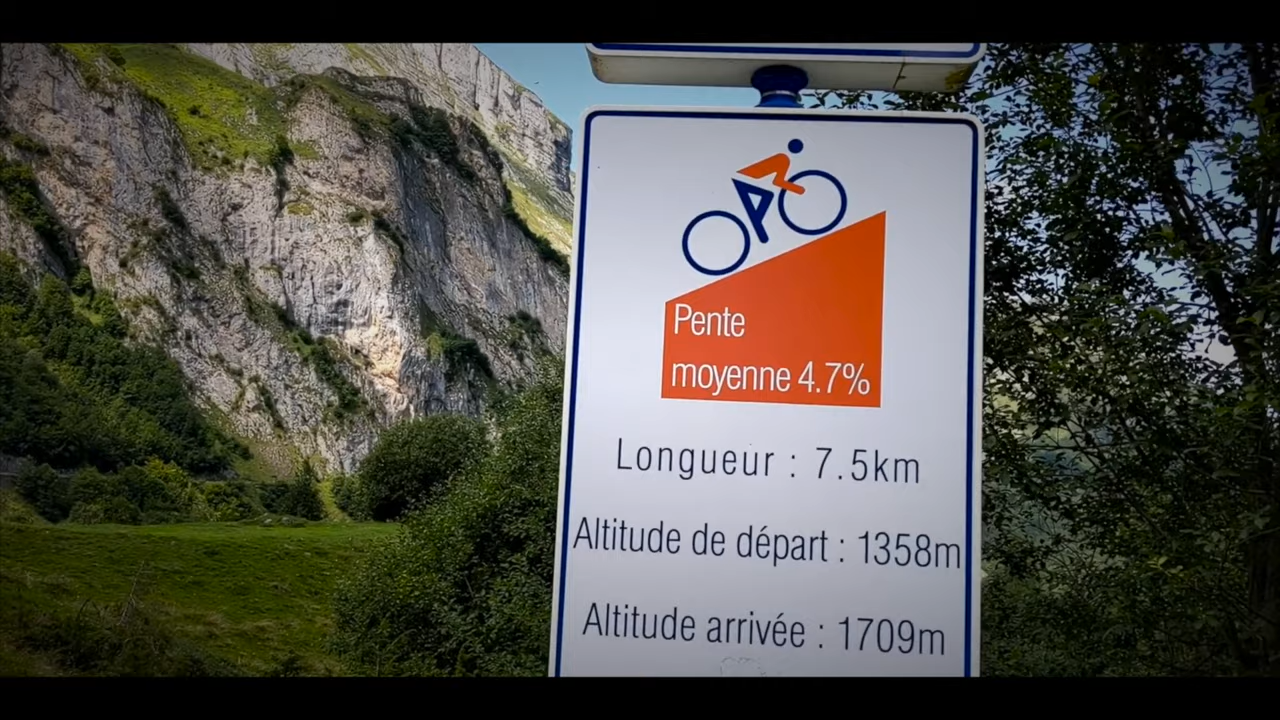 Pente
moyenne 4.7%
Longueur : 7.5km
Altitude de départ : 1358m
Altitude arrivée : 1709m